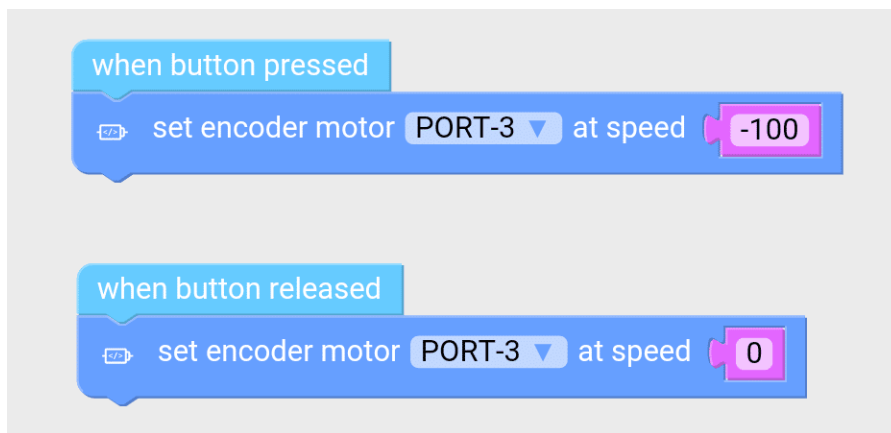 when button pressed
set encoder motor PORT-3 at speed -100
when button released
set encoder motor PORT-3 at speed 0